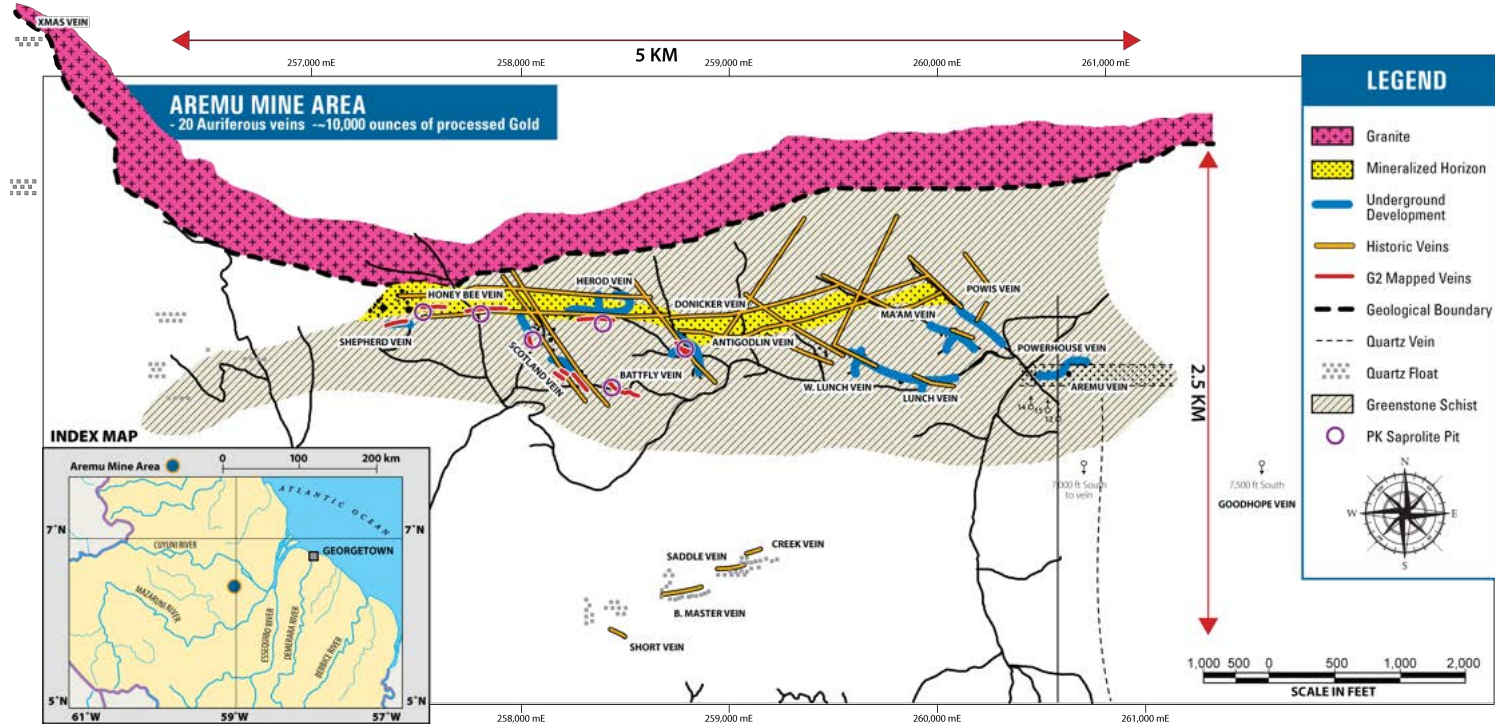 XMAS VEIN
5 KM
257,000 mE
258,000 mE
259,000 mE
260,000 mE
261,000 mE
AREMU MINE AREA
- 20 Auriferous veins -~10,000 ounces of processed Gold
HEROD VEIN
HONEY BEE VEIN
DONICKER VEIN
POWIS VEIN
MA'AM VEIN
SHEPHERD VEIN
ANTIGODLIN VEIN
POWERHOUSE VEIN
SCOTLAND VEIN
BATTFLY VEIN
W. LUNCH VEIN
LUNCH VEIN
AREMU VEIN
14
15
12
2.5 KM
7,000 ft South
to vein
7,500 ft South
GOODHOPE VEIN
CREEK VEIN
SADDLE VEIN
B. MASTER VEIN
SHORT VEIN
LEGEND
Granite
Mineralized Horizon
Underground
Development
Historic Veins
G2 Mapped Veins
Geological Boundary
Quartz Vein
Quartz Float
Greenstone Schist
PK Saprolite Pit
N
W
E
S
1,000 500 0 500 1,000 2,000
SCALE IN FEET
INDEX MAP
Aremu Mine Area
0 100 200 km
ATLANTIC OCEAN
7°N
7°N
CUYUNI RIVER
GEORGETOWN
MAZARUNI RIVER
ESSEQUIBO RIVER
DEMERARA RIVER
BERBICE RIVER
5°N
5°N
61°W
59°W
57°W
258,000 mE
259,000 mE
260,000 mE
261,000 mE